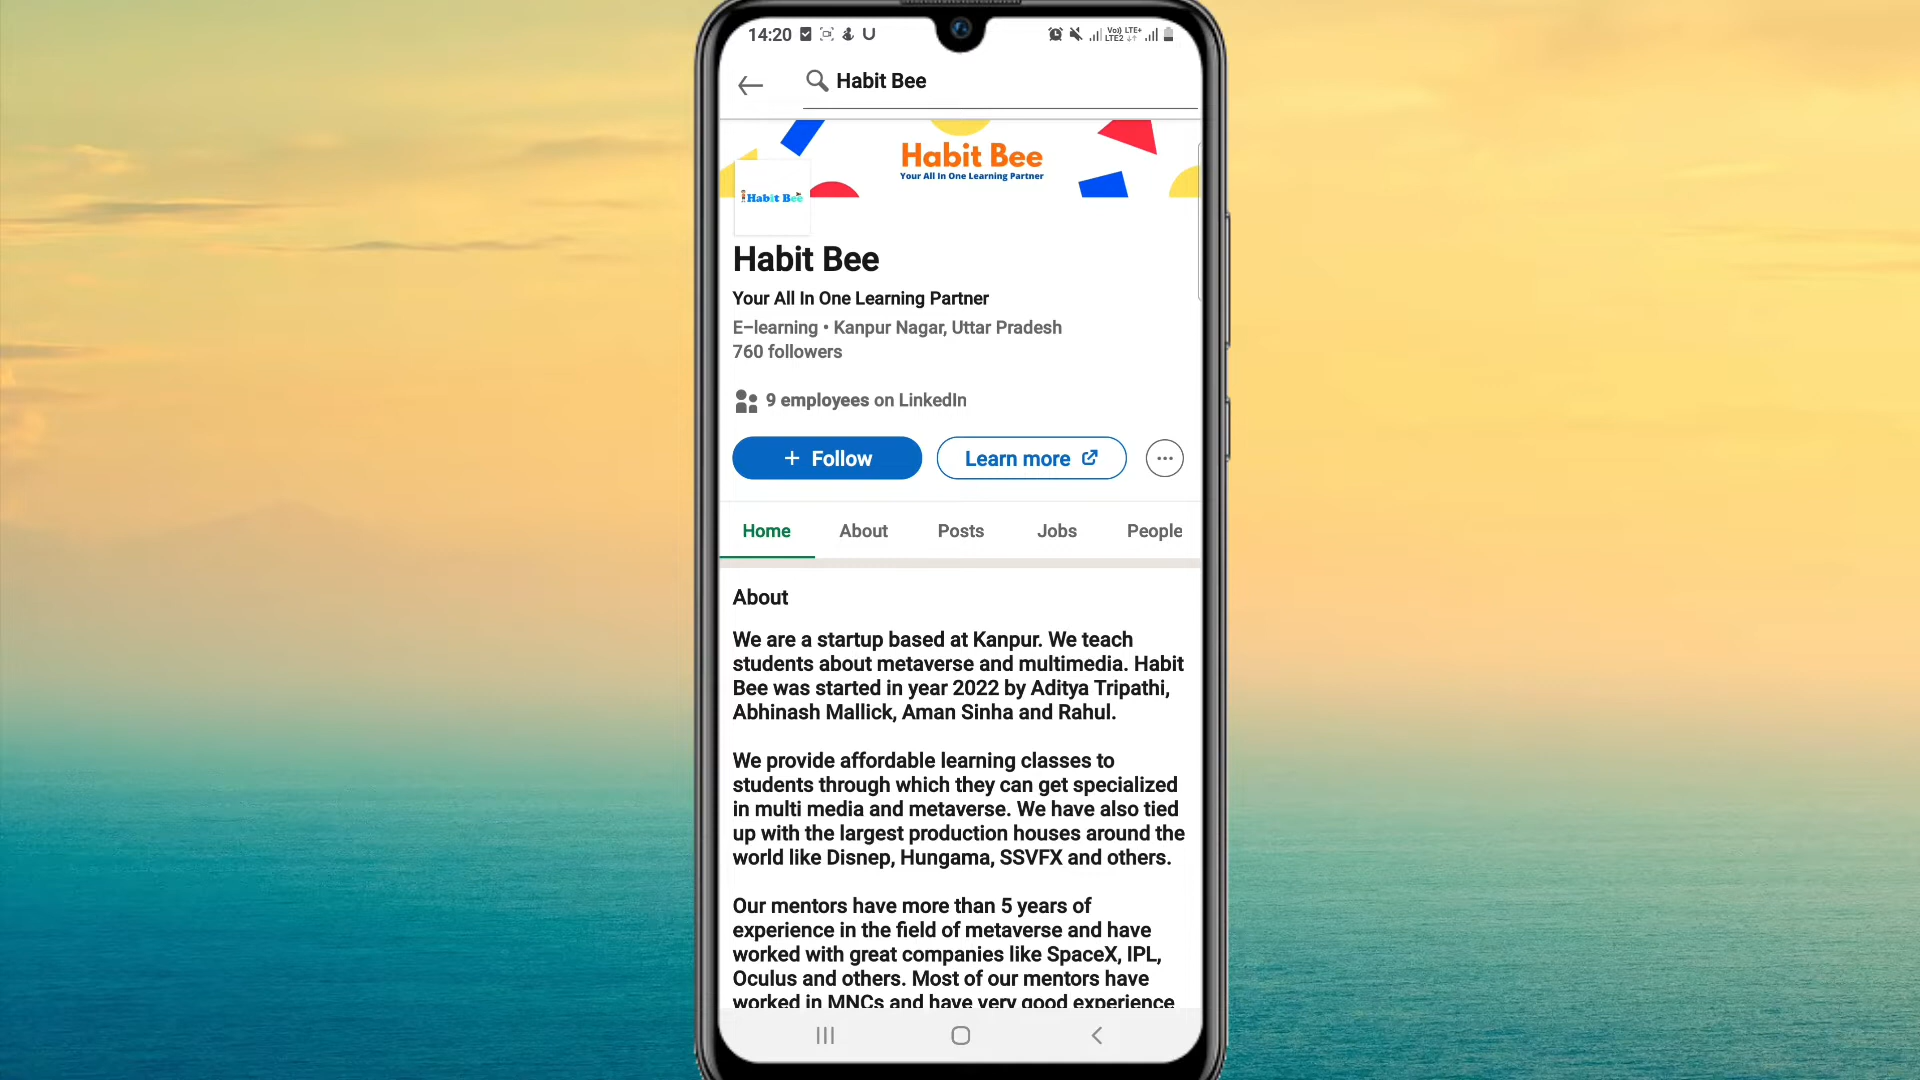 14:20
Vo)) LTE+
LTE2 ↓↑
Habit Bee
Habit Bee
Your All In One Learning Partner
Habit Bee
Habit Bee
Your All In One Learning Partner
E-learning • Kanpur Nagar, Uttar Pradesh
760 followers
9 employees on LinkedIn
+ Follow
Learn more
Home About Posts Jobs People
About
We are a startup based at Kanpur. We teach
students about metaverse and multimedia. Habit
Bee was started in year 2022 by Aditya Tripathi,
Abhinash Mallick, Aman Sinha and Rahul.
We provide affordable learning classes to
students through which they can get specialized
in multi media and metaverse. We have also tied
up with the largest production houses around the
world like Disnep, Hungama, SSVFX and others.
Our mentors have more than 5 years of
experience in the field of metaverse and have
worked with great companies like SpaceX, IPL,
Oculus and others. Most of our mentors have
worked in MNCs and have very good experience